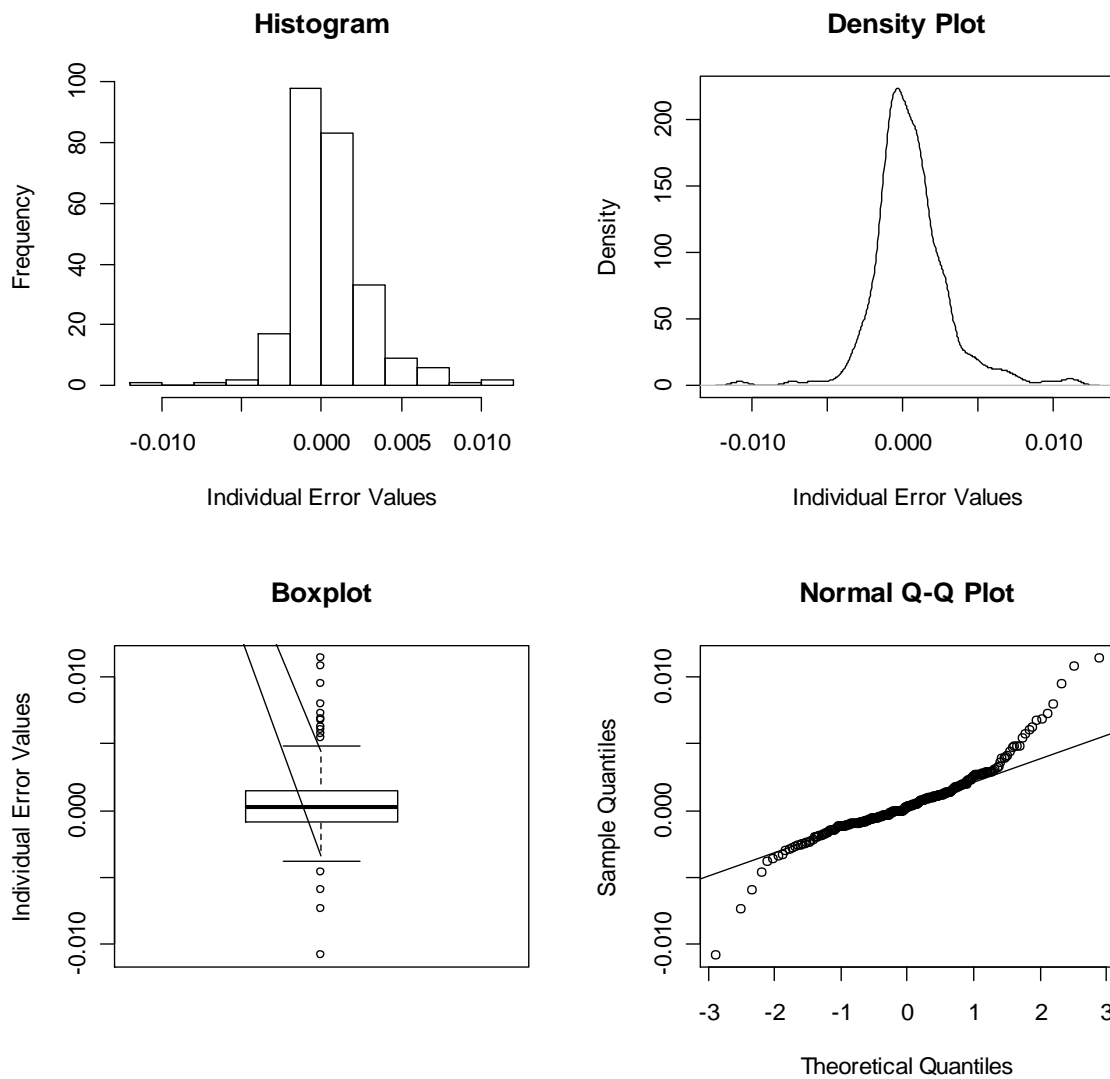 Histogram
Frequency
100
80
60
40
20
0
-0.010
0.000
0.005
0.010
Individual Error Values
Density Plot
Density
200
150
100
50
0
-0.010
0.000
0.010
Individual Error Values
Boxplot
Individual Error Values
0.010
0.000
-0.010
Normal Q-Q Plot
Sample Quantiles
0.010
0.000
-0.010
-3
-2
-1
0
1
2
3
Theoretical Quantiles